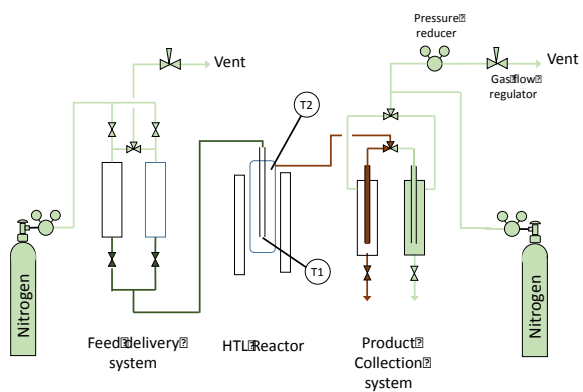 Pressure
reducer
Vent
Vent
Gas flow
regulator
T2
T1
Nitrogen
Nitrogen
Feed delivery
system
HTL Reactor
Product
Collection
system